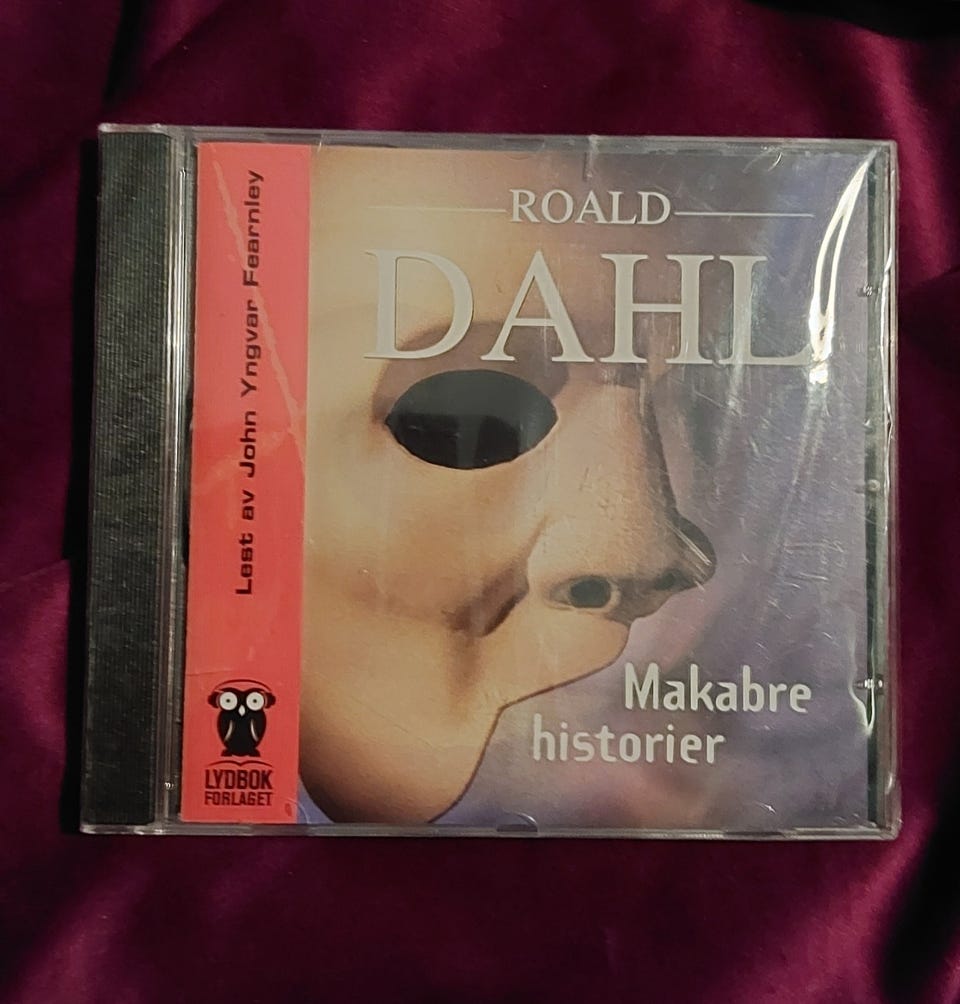 ROALD
DAHL
Makabre
historier
Lest av John Yngvar Fearnley
LYDBOK
FORLAGET